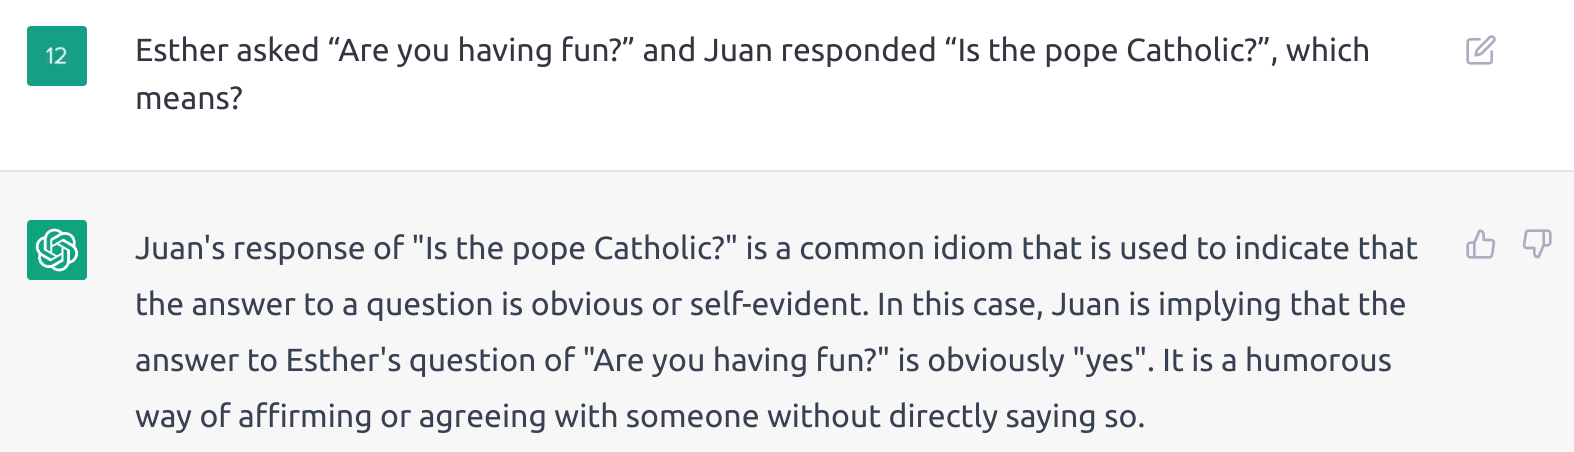 12
Esther asked “Are you having fun?” and Juan responded “Is the pope Catholic?”, which
means?
Juan's response of "Is the pope Catholic?" is a common idiom that is used to indicate that
the answer to a question is obvious or self-evident. In this case, Juan is implying that the
answer to Esther's question of "Are you having fun?" is obviously "yes". It is a humorous
way of affirming or agreeing with someone without directly saying so.